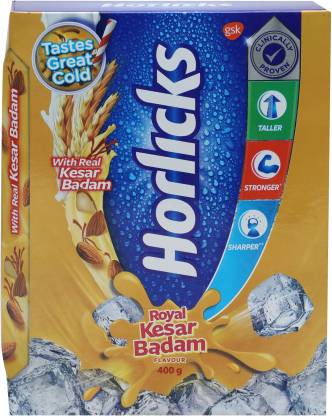 Tastes
Great
Cold
gsk
CLINICALLY
PROVEN
With Real Kesar Badam
With Real
Kesar
Badam
Horlicks
TALLER
STRONGER
SHARPER
Royal
Kesar
Badam
FLAVOUR
400 g